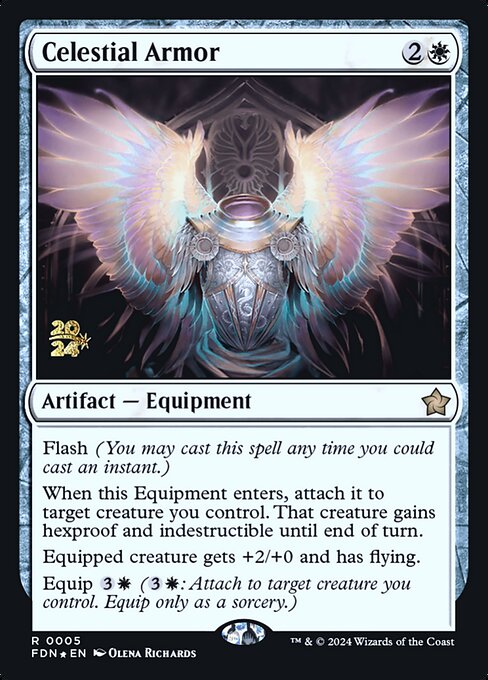 Celestial Armor 2
20
24
Artifact — Equipment
Flash (You may cast this spell any time you could
cast an instant.)
When this Equipment enters, attach it to
target creature you control. That creature gains
hexproof and indestructible until end of turn.
Equipped creature gets +2/+0 and has flying.
Equip 3 (3: Attach to target creature you
control. Equip only as a sorcery.)
R 0005
FDN★EN OLENA RICHARDS
™ & © 2024 Wizards of the Coast